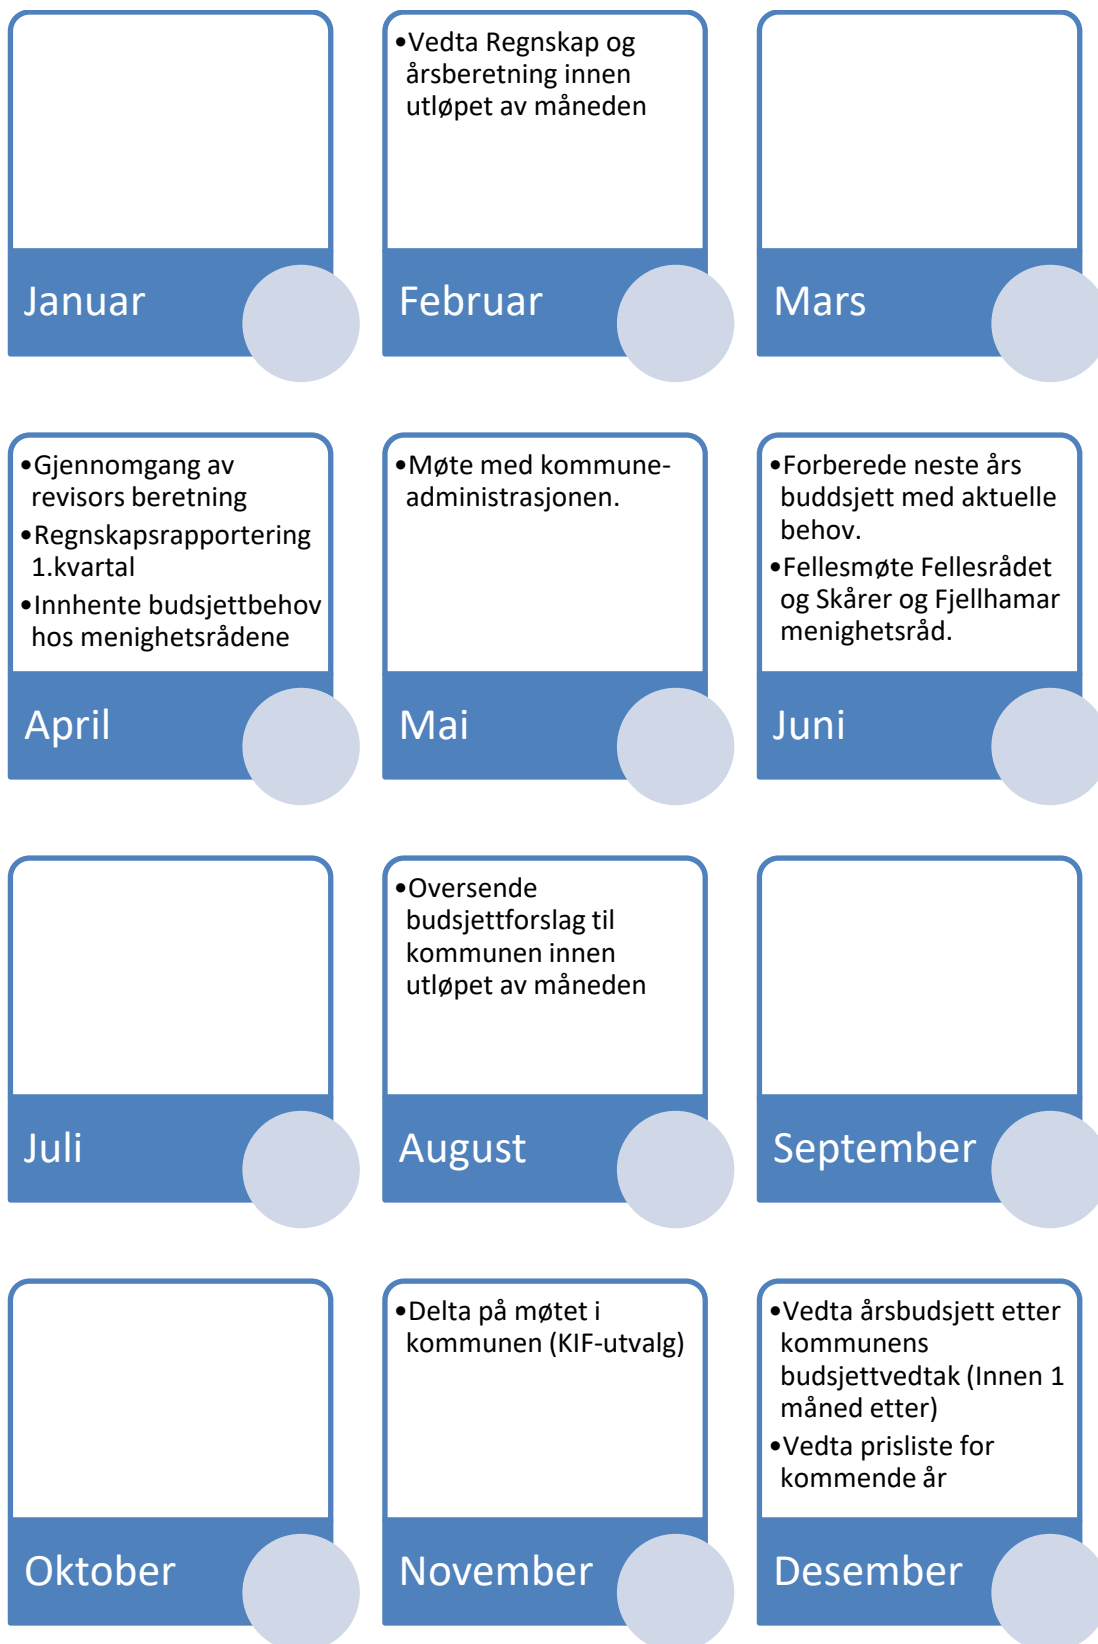 •Vedta Regnskap og
årsberetning innen
utløpet av måneden
Januar
Februar
Mars
•Gjennomgang av
revisors beretning
•Regnskapsrapportering
1.kvartal
•Innhente budsjettbehov
hos menighetsrådene
April
•Møte med kommune-
administrasjonen.
Mai
•Forberede neste års
buddsjett med aktuelle
behov.
•Fellesmøte Fellesrådet
og Skårer og Fjellhamar
menighetsråd.
Juni
Juli
•Oversende
budsjettforslag til
kommunen innen
utløpet av måneden
August
September
Oktober
•Delta på møtet i
kommunen (KIF-utvalg)
November
•Vedta årsbudsjett etter
kommunens
budsjettvedtak (Innen 1
måned etter)
•Vedta prisliste for
kommende år
Desember